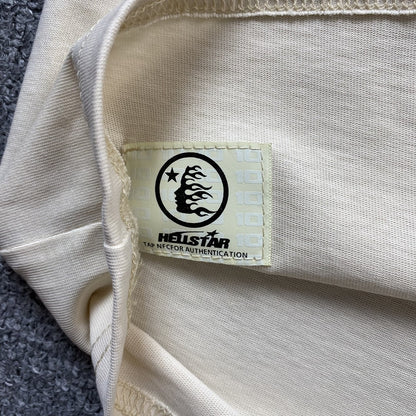 HELLSTAR
TAP NFC FOR AUTHENTICATION